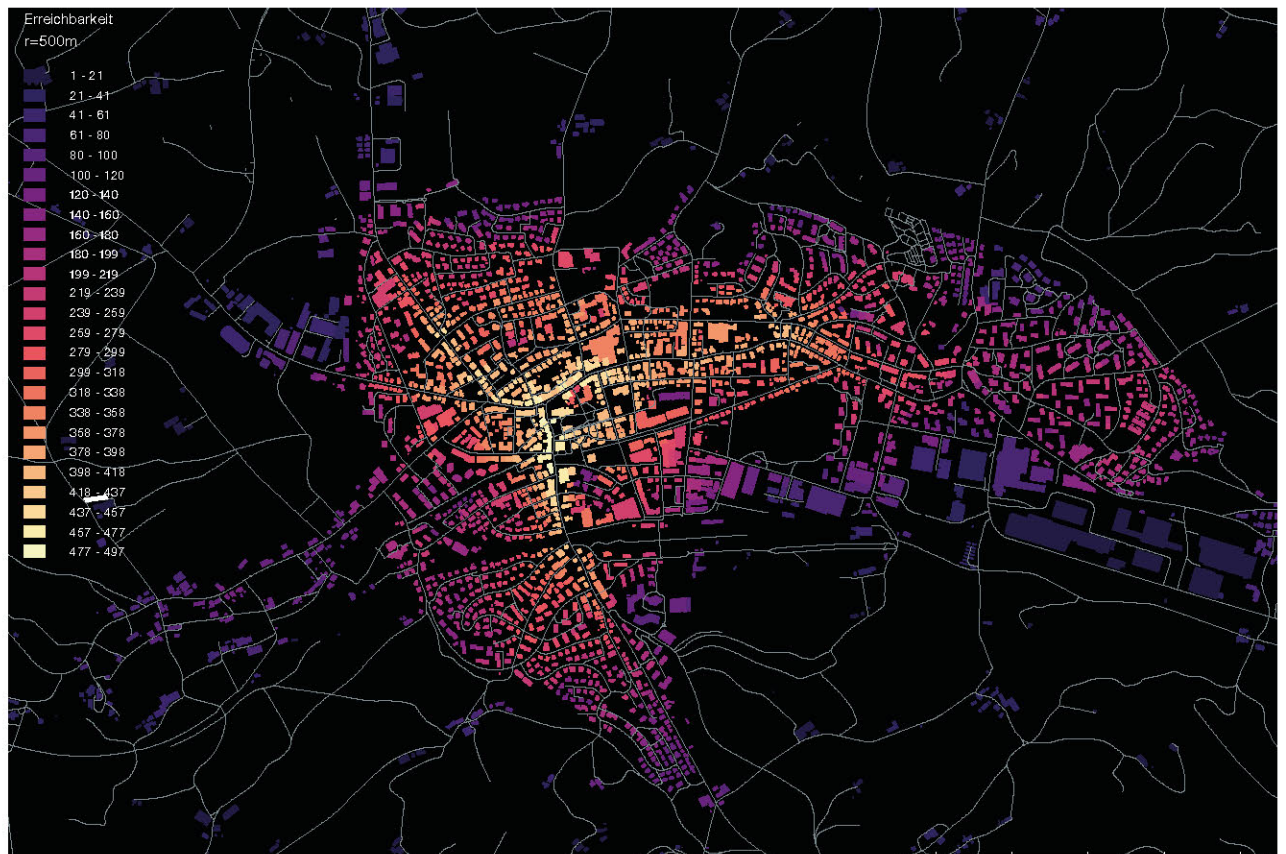 Erreichbarkeit
r=500m
1 - 21
21 - 41
41 - 61
61 - 80
80 - 100
100 - 120
120 - 140
140 - 160
160 - 180
180 - 199
199 - 219
219 - 239
239 - 259
259 - 279
279 - 299
299 - 318
318 - 338
338 - 358
358 - 378
378 - 398
398 - 418
418 - 437
437 - 457
457 - 477
477 - 497